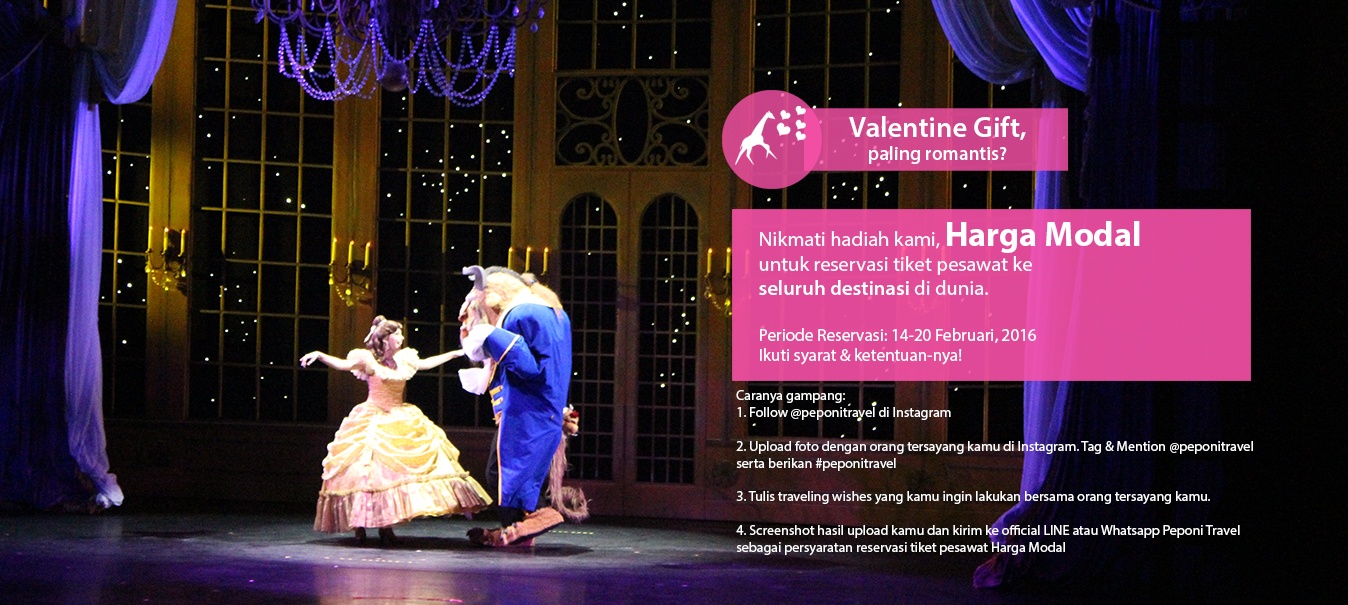 Valentine Gift,
paling romantis?
Nikmati hadiah kami, Harga Modal
untuk reservasi tiket pesawat ke
seluruh destinasi di dunia.
Periode Reservasi: 14-20 Februari, 2016
Ikuti syarat & ketentuan-nya!
Caranya gampang:
1. Follow @peponitravel di Instagram
2. Upload foto dengan orang tersayang kamu di Instagram. Tag & Mention @peponitravel
serta berikan #peponitravel
3. Tulis traveling wishes yang kamu ingin lakukan bersama orang tersayang kamu.
4. Screenshot hasil upload kamu dan kirim ke official LINE atau Whatsapp Peponi Travel
sebagai persyaratan reservasi tiket pesawat Harga Modal